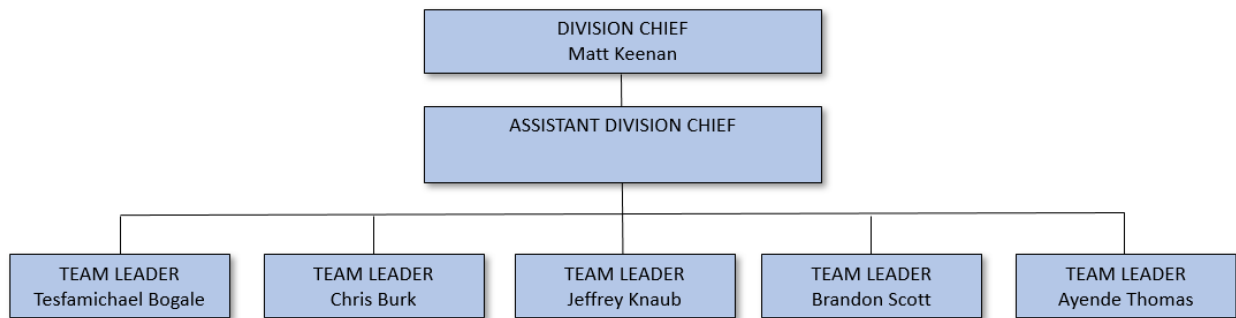 DIVISION CHIEF
Matt Keenan
ASSISTANT DIVISION CHIEF
TEAM LEADER
Tesfamichael Bogale
TEAM LEADER
Chris Burk
TEAM LEADER
Jeffrey Knaub
TEAM LEADER
Brandon Scott
TEAM LEADER
Ayende Thomas